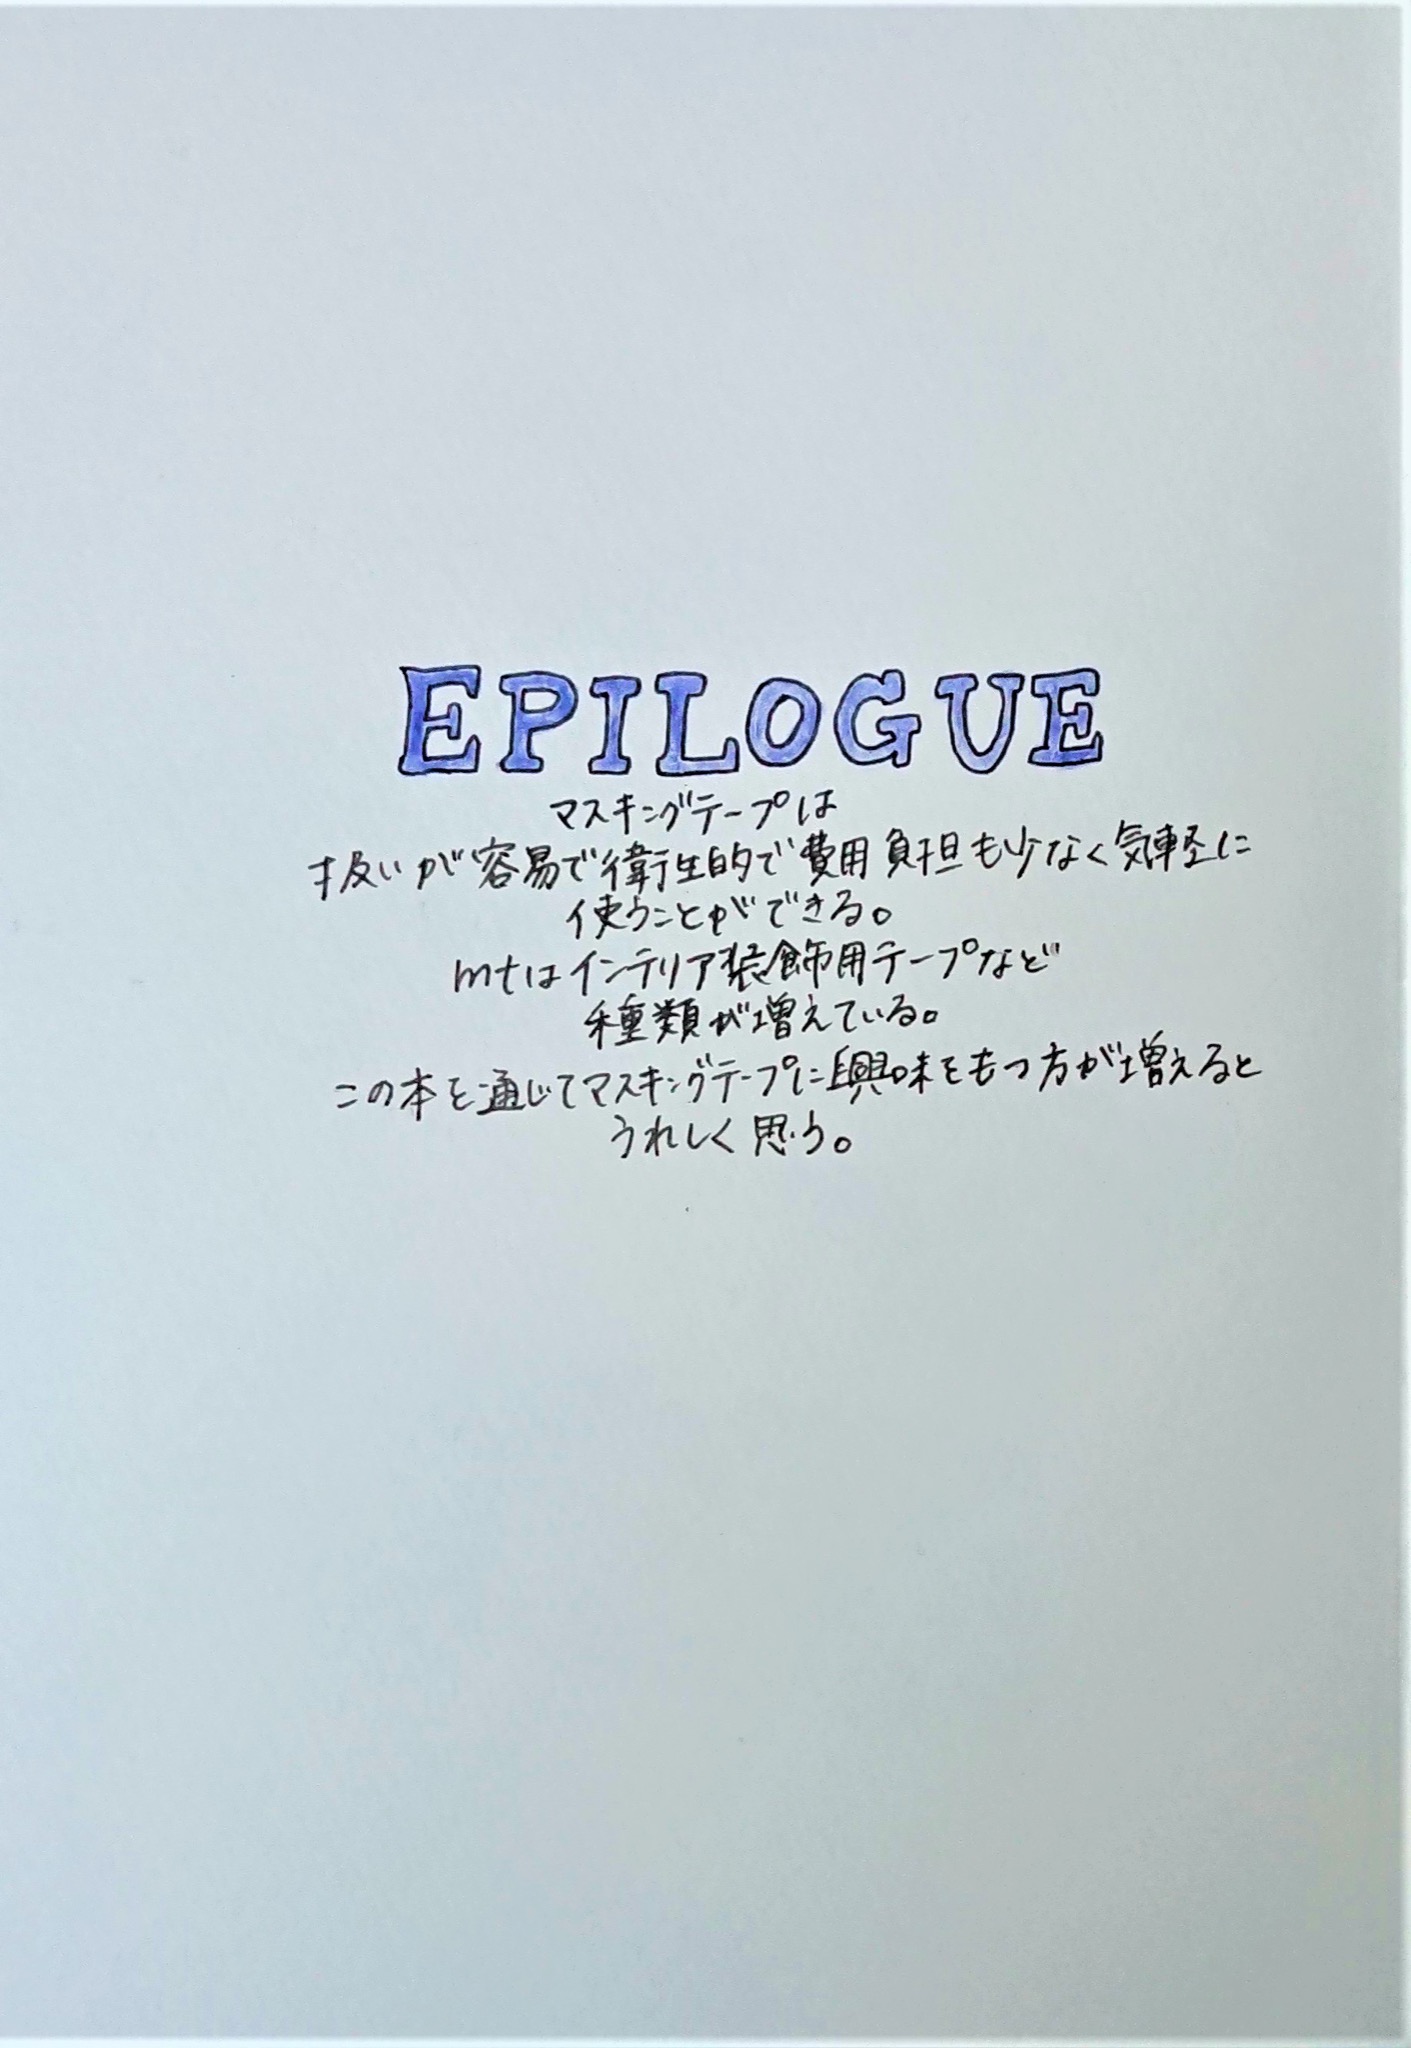 EPILOGUE
マスキングテープは
扱いが容易で衛生的で費用負担も少なく気軽に
使うことができる。
mtはインテリア装飾用テープなど
種類が増えている。
この本を通じてマスキングテープに興味をもつ方が増えると
うれしく思う。